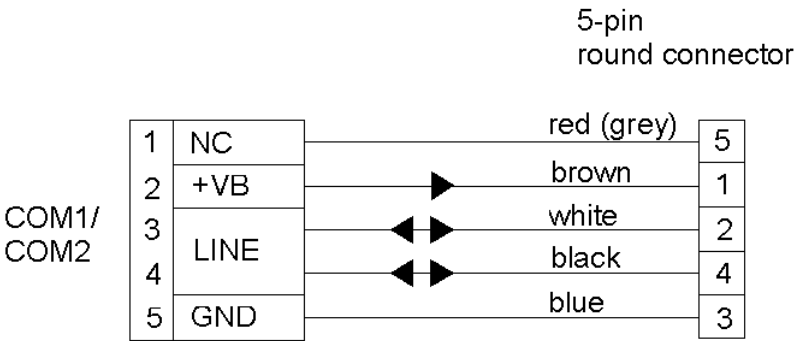 5-pin
round connector
red (grey)
1 NC 5
brown
2 +VB 1
white
COM1/
COM2
3 LINE 2
black
4 4
blue
5 GND 3